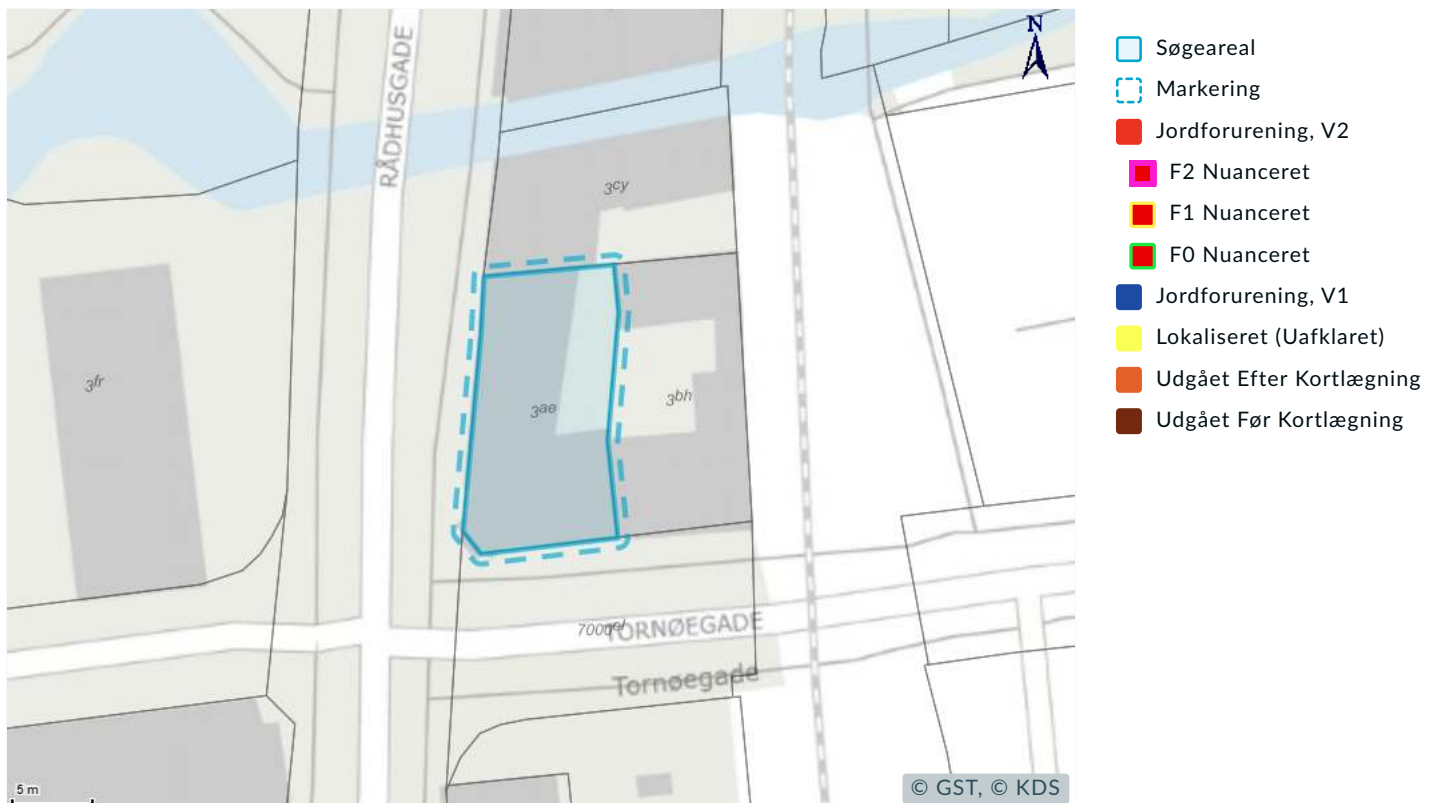 N
RÅDHUSGADE
3cy
3fr
3ae
3bh
TORNØEGADE
Tornøegade
5 m
© GST, © KDS
Søgeareal
Markering
Jordforurening, V2
F2 Nuanceret
F1 Nuanceret
F0 Nuanceret
Jordforurening, V1
Lokaliseret (Uafklaret)
Udgået Efter Kortlægning
Udgået Før Kortlægning